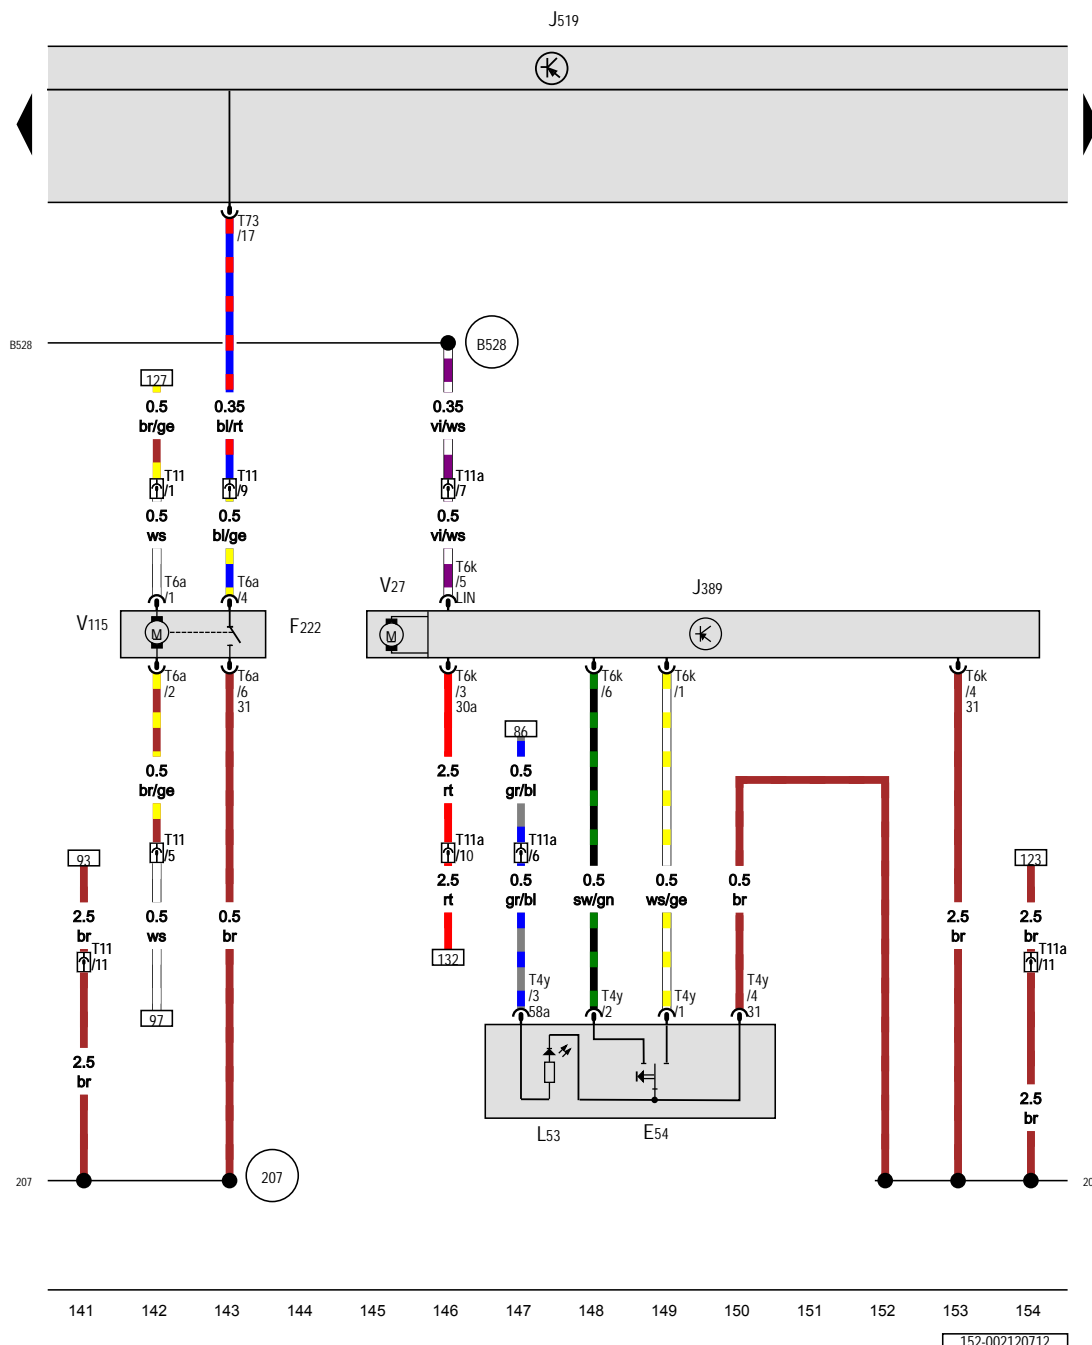 J519
T73
/17
B528
B528
127
0.5
br/ge
0.35
bl/rt
0.35
vi/ws
T11
/1
T11
/9
T11a
/7
0.5
ws
0.5
bl/ge
0.5
vi/ws
T6a
/1
T6a
/4
T6k
/5
LIN
V115
M
F222
V27
M
J389
T6a
/2
T6a
/6
31
T6k
/3
30a
T6k
/6
T6k
/1
T6k
/4
31
86
0.5
br/ge
2.5
rt
0.5
gr/bl
T11
/5
T11a
/10
T11a
/6
93
123
2.5
br
0.5
ws
0.5
br
2.5
rt
0.5
gr/bl
0.5
sw/gn
0.5
ws/ge
0.5
br
2.5
br
2.5
br
T11
/11
T11a
/11
132
97
T4y
/3
58a
T4y
/2
T4y
/1
T4y
/4
31
2.5
br
2.5
br
L53
E54
207
207
141 142 143 144 145 146 147 148 149 150 151 152 153 154
152-002120712